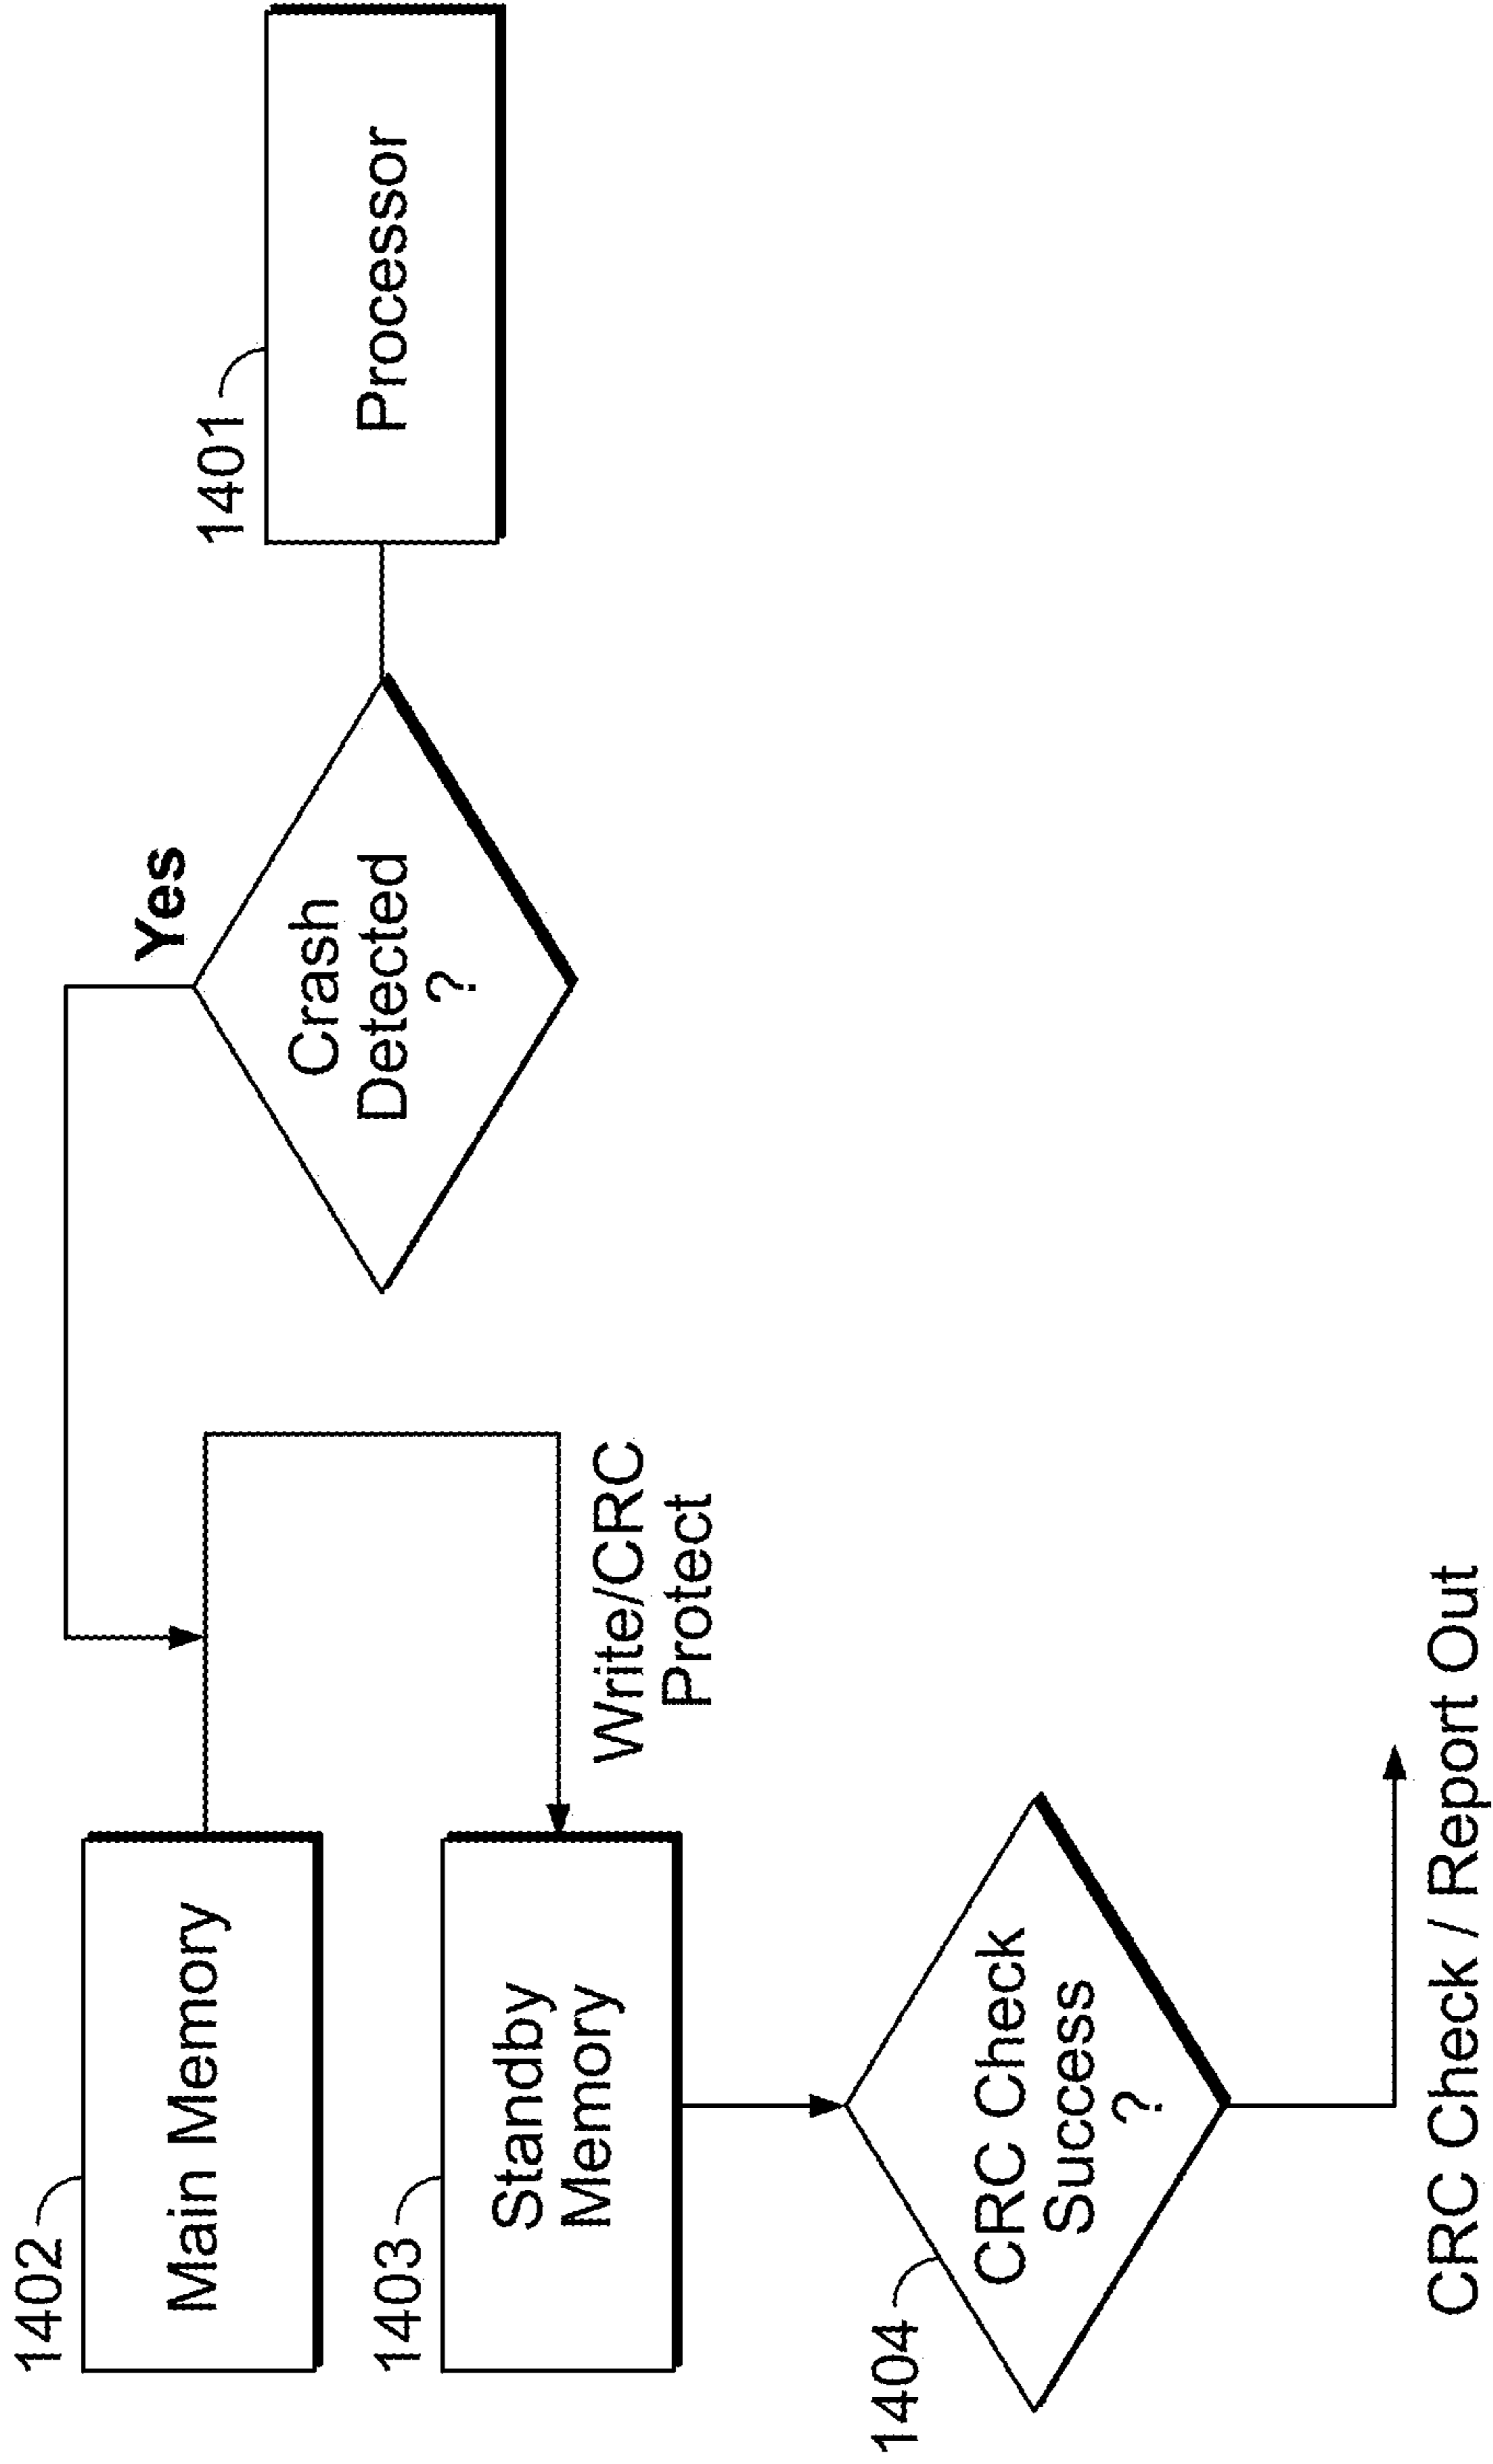 1402
Main Memory
1403
Standby
Memory
Write/CRC
Protect
Yes
Crash
Detected
?
1401
Processor
1404
CRC Check
Success
?
CRC Check / Report Out